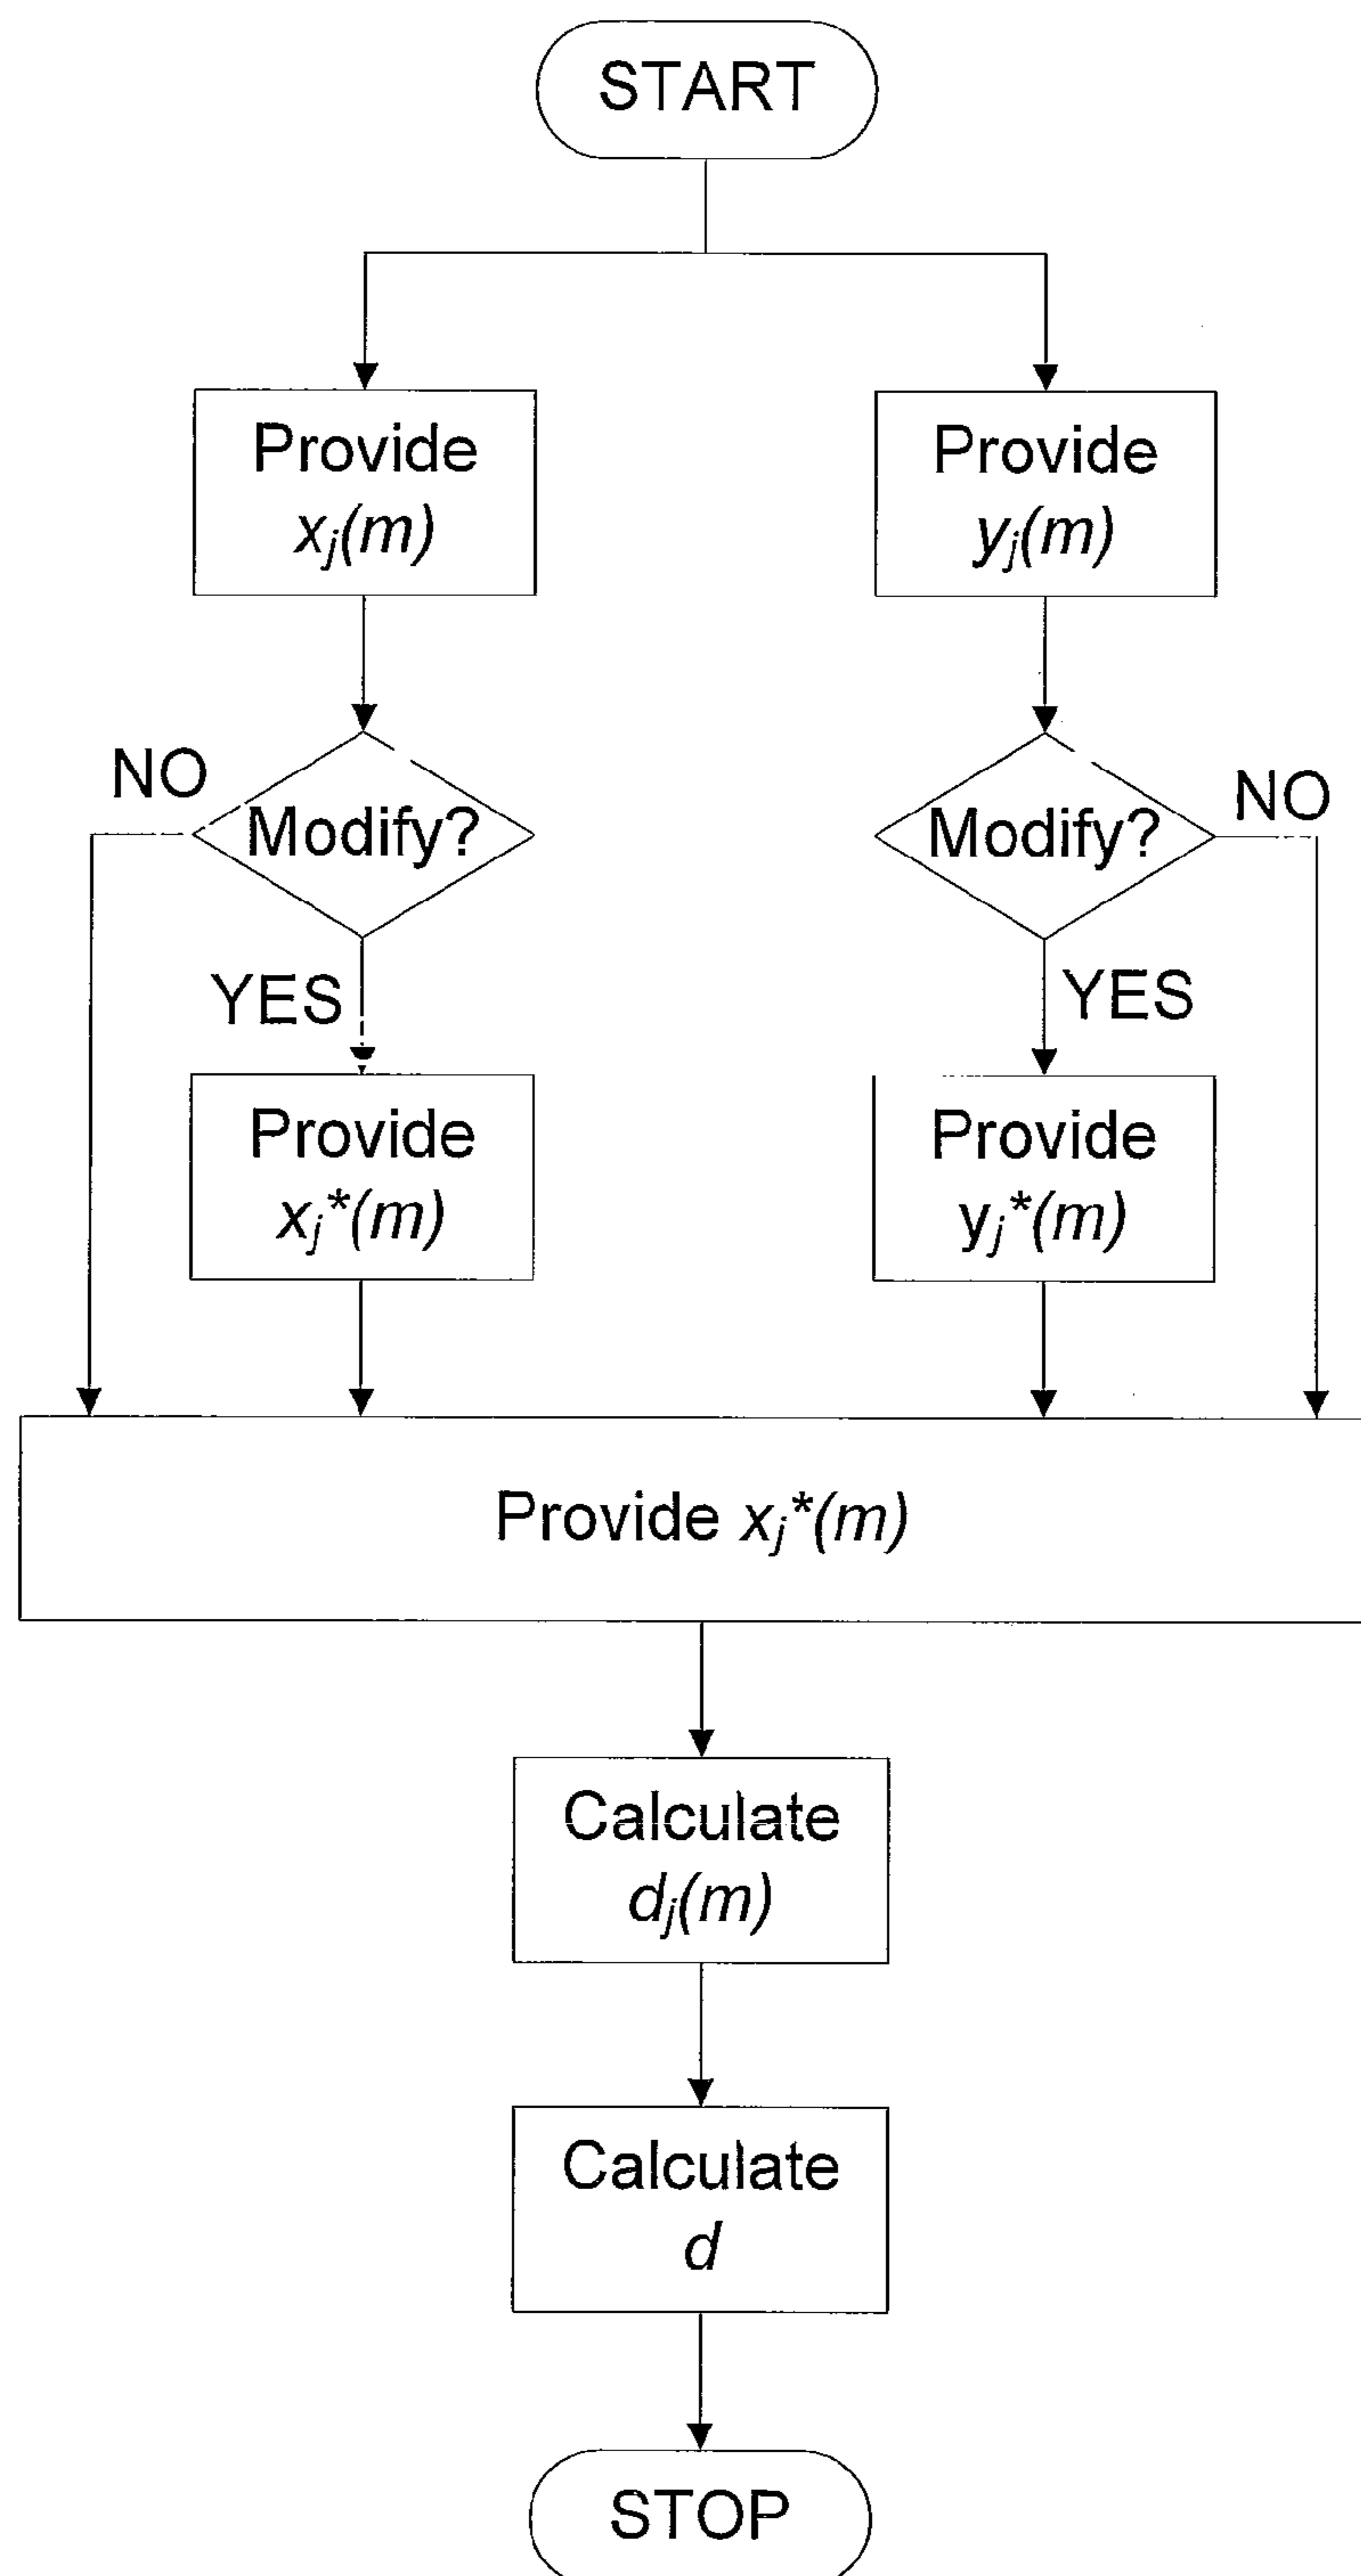 START
Provide
xj(m)
Provide
yj(m)
NO
Modify?
YES
Modify?
NO
YES
Provide
xj*(m)
Provide
yj*(m)
Provide xj*(m)
Calculate
dj(m)
Calculate
d
STOP